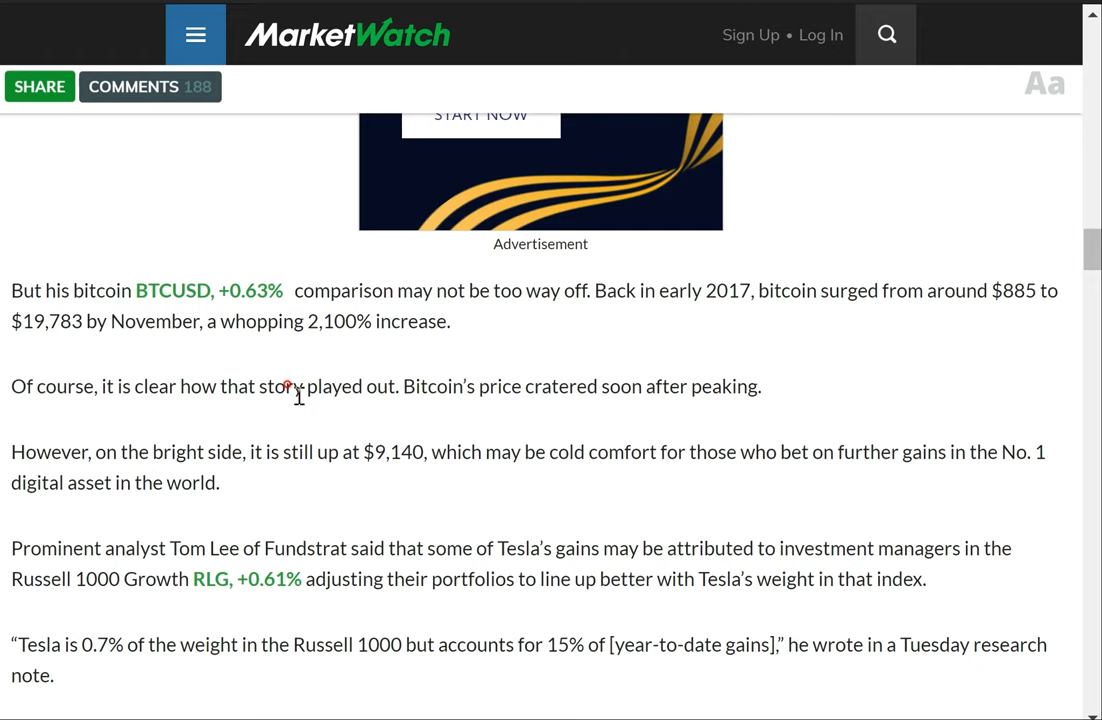 MarketWatch
Sign Up • Log In
SHARE
COMMENTS 188
Aa
START NOW
Advertisement
But his bitcoin BTCUSD, +0.63% comparison may not be too way off. Back in early 2017, bitcoin surged from around $885 to
$19,783 by November, a whopping 2,100% increase.
Of course, it is clear how that story played out. Bitcoin’s price cratered soon after peaking.
However, on the bright side, it is still up at $9,140, which may be cold comfort for those who bet on further gains in the No. 1
digital asset in the world.
Prominent analyst Tom Lee of Fundstrat said that some of Tesla’s gains may be attributed to investment managers in the
Russell 1000 Growth RLG, +0.61% adjusting their portfolios to line up better with Tesla’s weight in that index.
“Tesla is 0.7% of the weight in the Russell 1000 but accounts for 15% of [year-to-date gains],” he wrote in a Tuesday research
note.